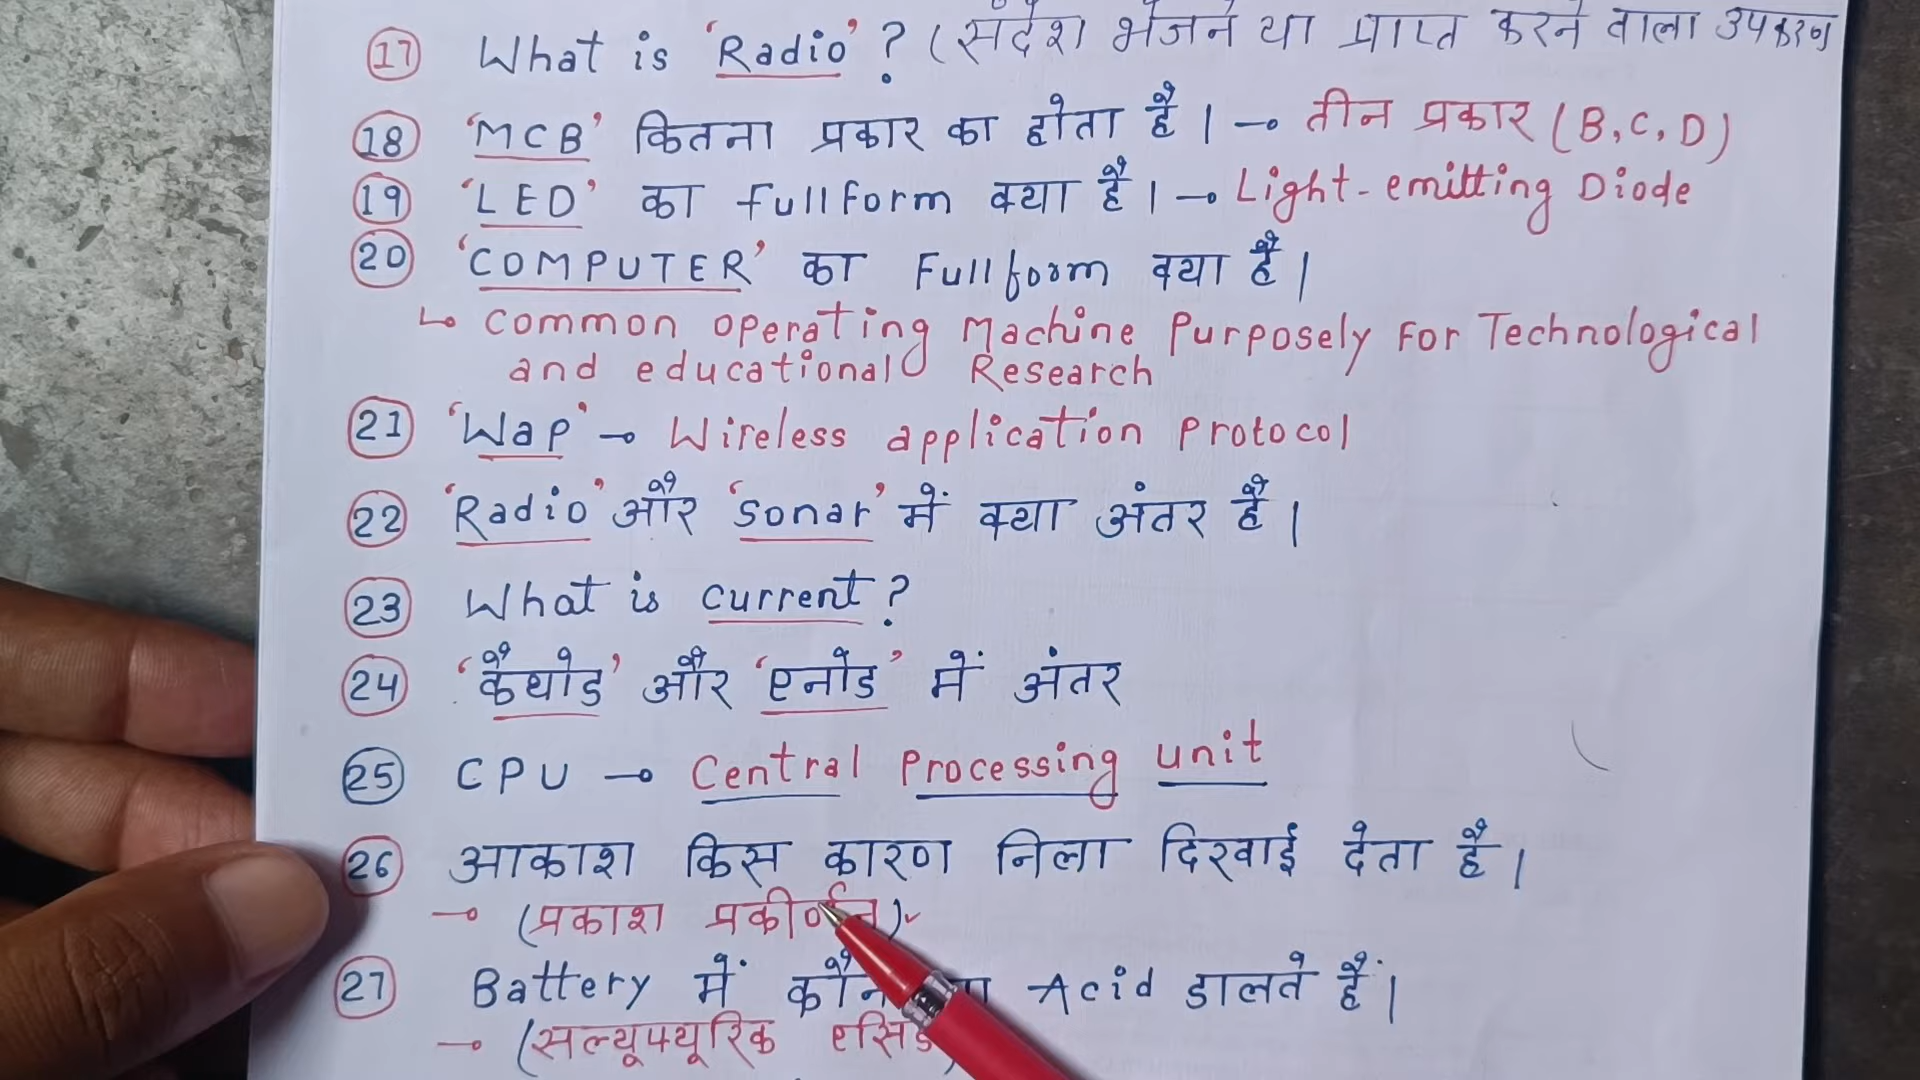 17 What is 'Radio' ? (संदेश भेजने या प्राप्त करने वाला उपकरण
18 'MCB' कितना प्रकार का होता है | → तीन प्रकार (B, C, D)
19 'LED' का fullform क्या है | → Light-emitting Diode
20 'COMPUTER' का Fullform क्या है |
↳ Common operating Machine Purposely For Technological
and educational Research
21 'Wap' → Wireless application Protocol
22 'Radio' और 'Sonar' में क्या अंतर है |
23 What is current ?
24 'कैथोड' और 'एनोड' में अंतर
25 CPU → Central Processing unit
26 आकाश किस कारण निला दिखाई देता है |
→ (प्रकाश प्रकीर्णन)
27 Battery में Acid डालते हैं |
→ (सल्यूफ्यूरिक एसिड)